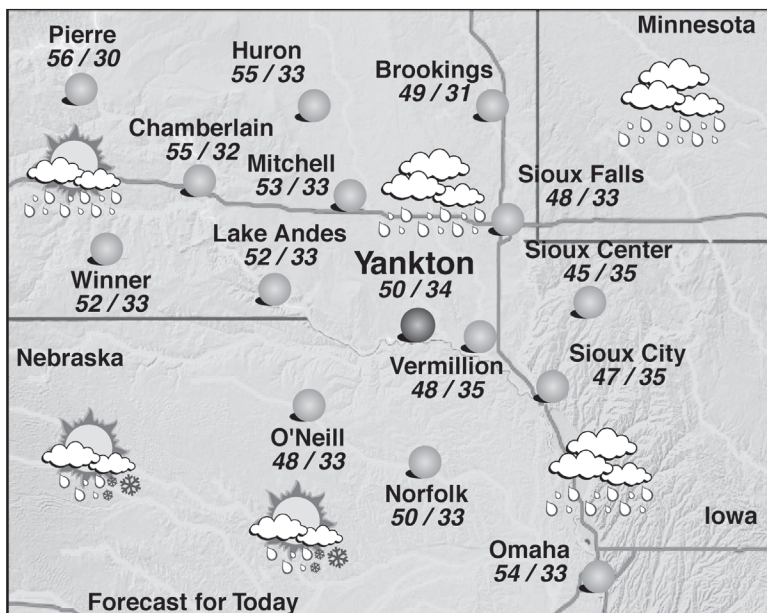 Minnesota
Pierre
56 / 30
Huron
55 / 33
Brookings
49 / 31
Chamberlain
55 / 32
Mitchell
53 / 33
Sioux Falls
48 / 33
Lake Andes
52 / 33
Winner
52 / 33
Yankton
50 / 34
Sioux Center
45 / 35
Nebraska
Vermillion
48 / 35
Sioux City
47 / 35
O'Neill
48 / 33
Norfolk
50 / 33
Iowa
Omaha
54 / 33
Forecast for Today